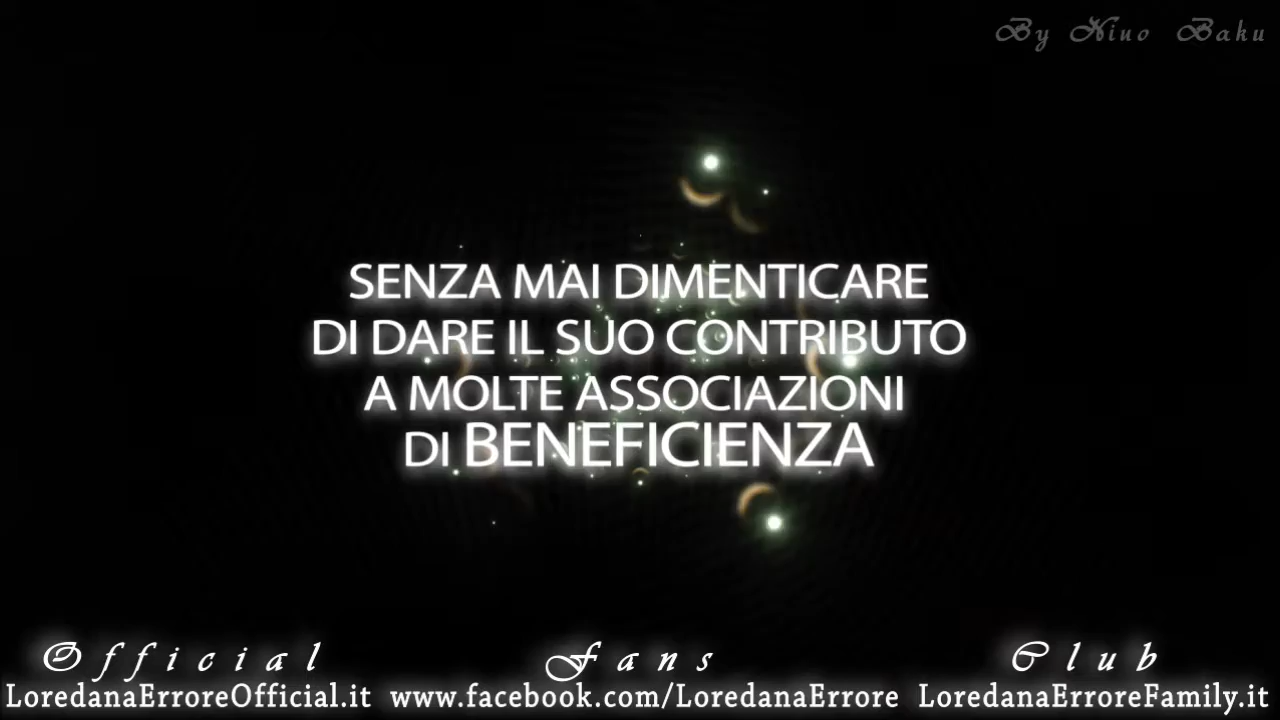 By Nino Baku
SENZA MAI DIMENTICARE
DI DARE IL SUO CONTRIBUTO
A MOLTE ASSOCIAZIONI
DI BENEFICIENZA
Official Fans Club
LoredanaErroreOfficial.it www.facebook.com/LoredanaErrore LoredanaErroreFamily.it